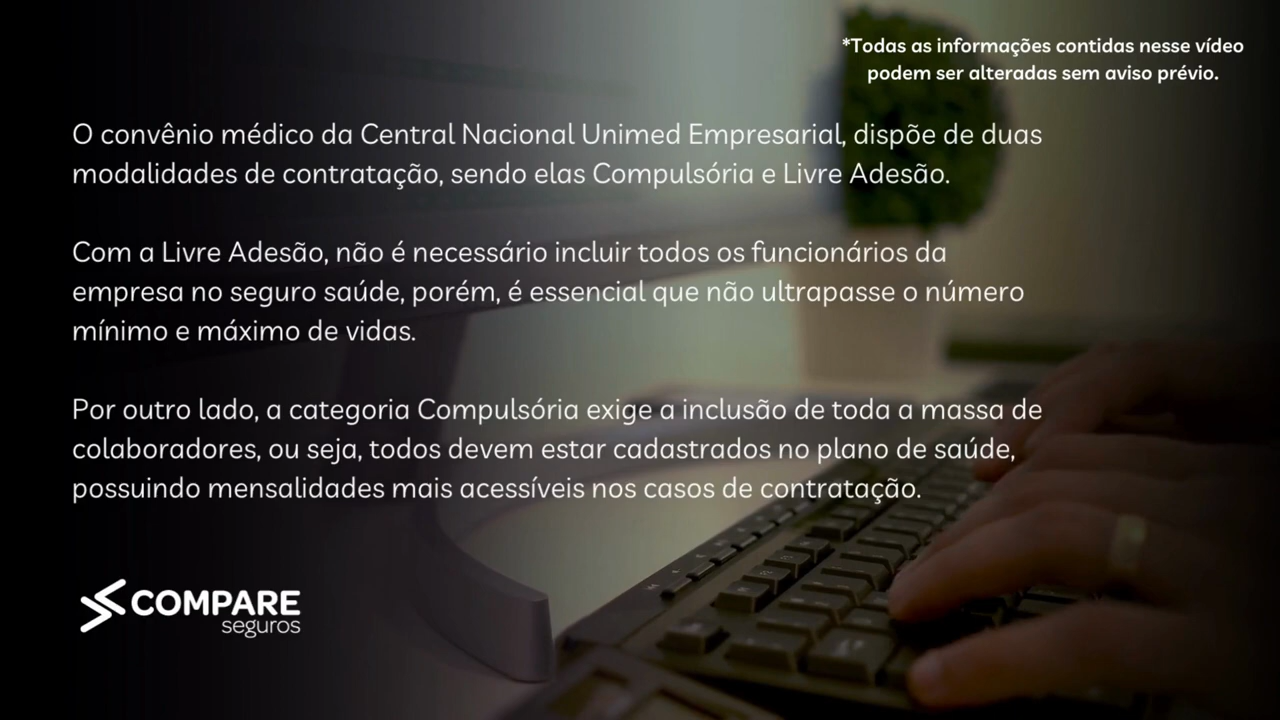 *Todas as informações contidas nesse vídeo
podem ser alteradas sem aviso prévio.
O convênio médico da Central Nacional Unimed Empresarial, dispõe de duas
modalidades de contratação, sendo elas Compulsória e Livre Adesão.
Com a Livre Adesão, não é necessário incluir todos os funcionários da
empresa no seguro saúde, porém, é essencial que não ultrapasse o número
mínimo e máximo de vidas.
Por outro lado, a categoria Compulsória exige a inclusão de toda a massa de
colaboradores, ou seja, todos devem estar cadastrados no plano de saúde,
possuindo mensalidades mais acessíveis nos casos de contratação.
COMPARE
seguros